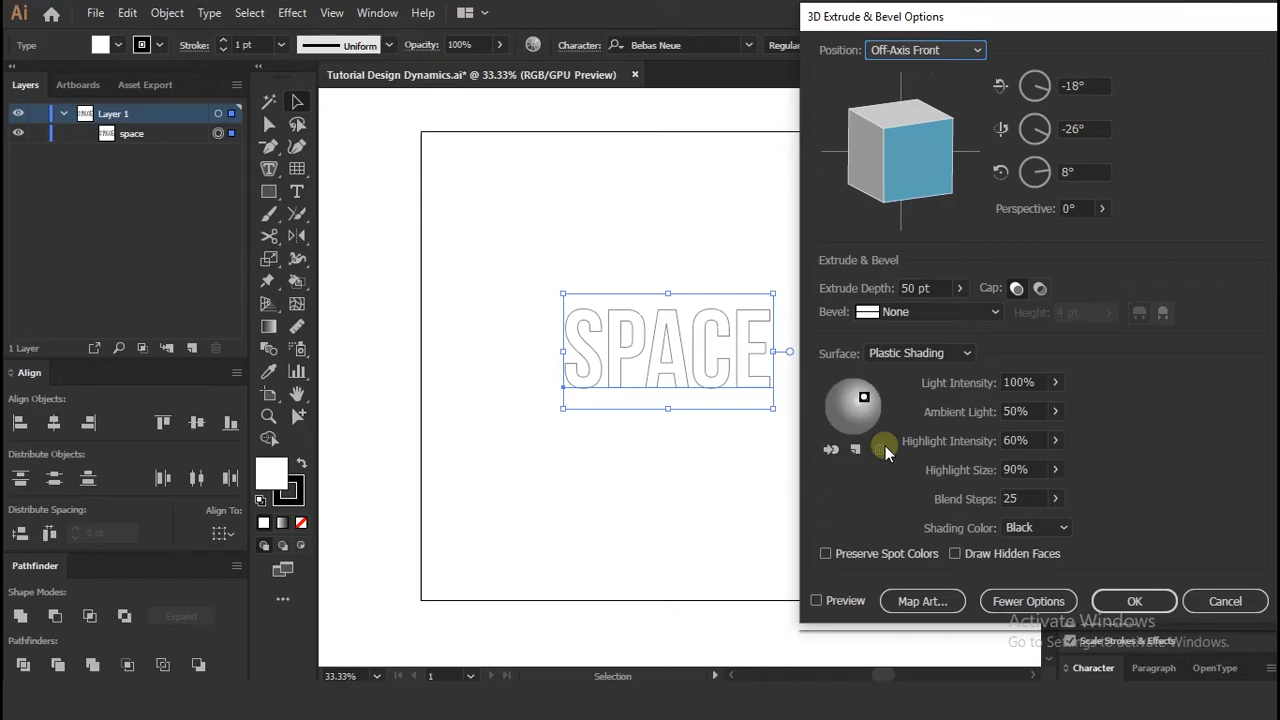 Ai File Edit Object Type Select Effect View Window Help
3D Extrude & Bevel Options
Type Stroke: 1 pt Uniform Opacity: 100% Character: Bebas Neue Regular
Position: Off-Axis Front
Layers Artboards Asset Export
Tutorial Design Dynamics.ai* @ 33.33% (RGB/GPU Preview) ×
-18°
Layer 1
space
-26°
8°
Perspective: 0°
Extrude & Bevel
Extrude Depth: 50 pt Cap:
Bevel: None Height: 4 pt
SPACE
1 Layer
Surface: Plastic Shading
Align
Light Intensity: 100%
Align Objects:
Ambient Light: 50%
Highlight Intensity: 60%
Distribute Objects:
Highlight Size: 90%
Blend Steps: 25
Distribute Spacing: Align To:
0 pt
Shading Color: Black
Preserve Spot Colors Draw Hidden Faces
Pathfinder
Shape Modes:
Preview Map Art... Fewer Options OK Cancel
Expand
Activate Windows
Pathfinders:
Scale Strokes & Effects
Go to Settings to activate Windows.
Character Paragraph OpenType
33.33% 1 Selection